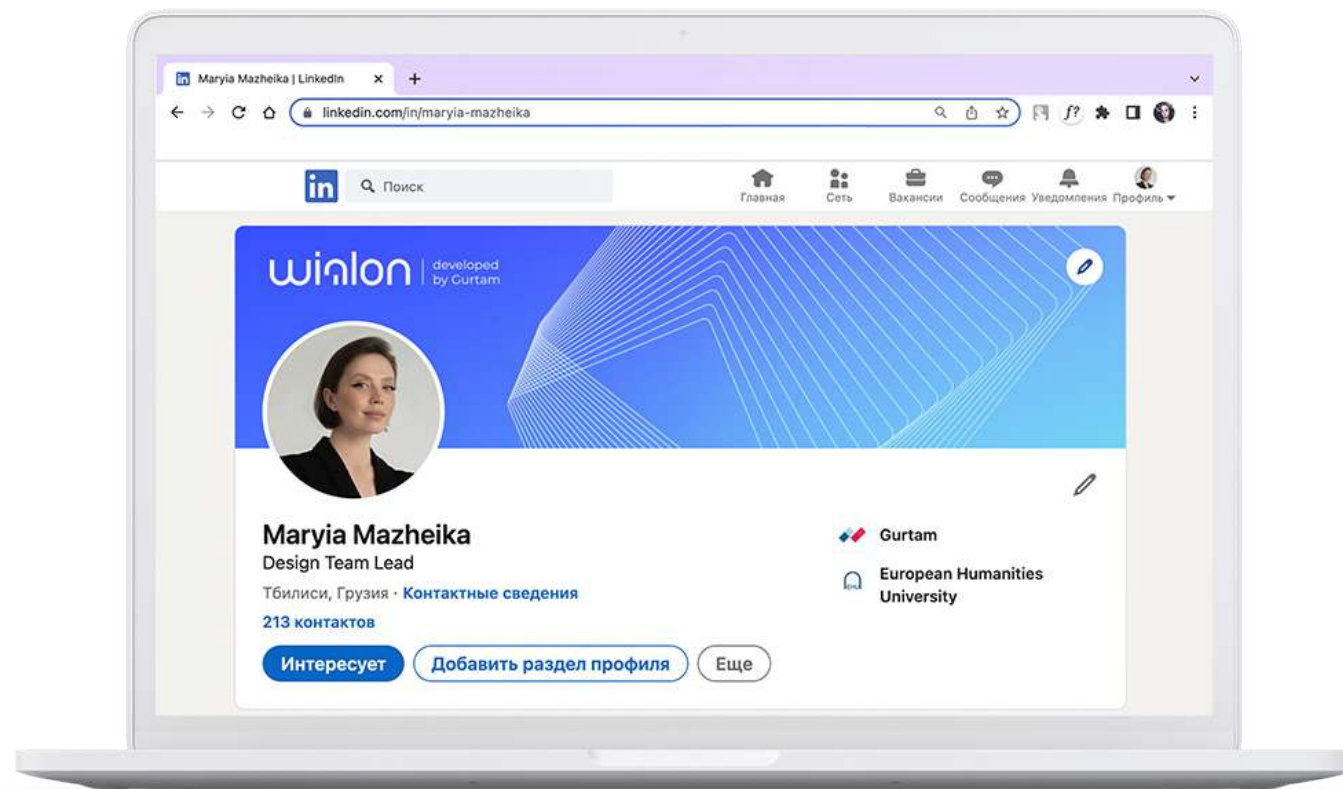 Maryia Mazheika | LinkedIn
linkedin.com/in/maryia-mazheika
f?
in
Поиск
Главная
Сеть
Вакансии
Сообщения
Уведомления
Профиль
wialon
developed
by Gurtam
Maryia Mazheika
Design Team Lead
Тбилиси, Грузия · Контактные сведения
213 контактов
Интересует
Добавить раздел профиля
Еще
Gurtam
European Humanities
University